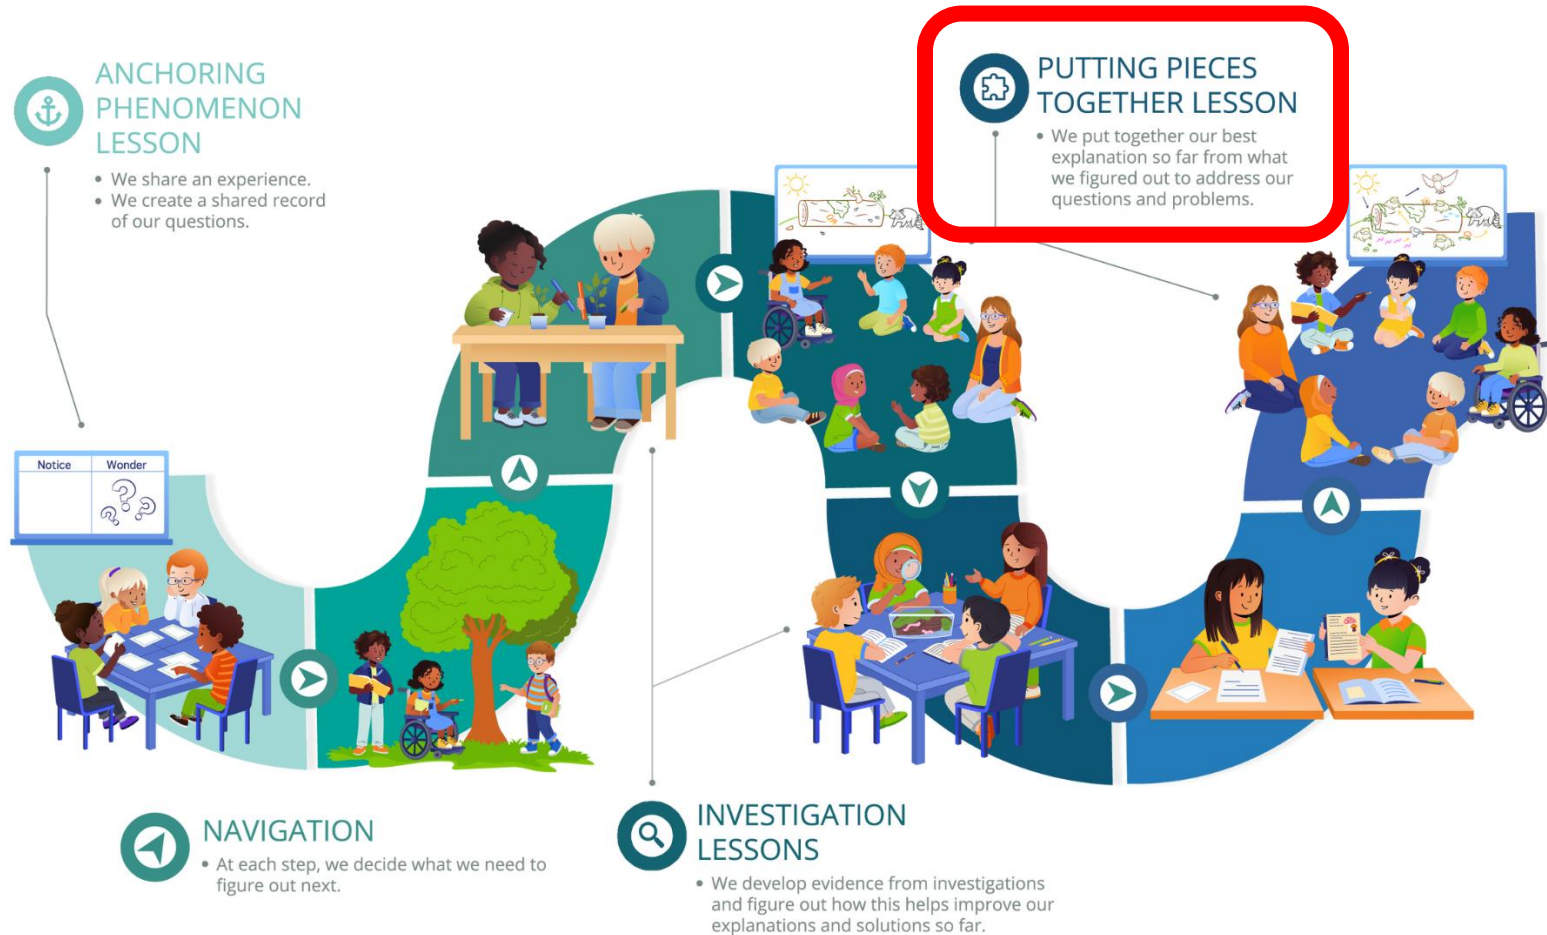 ANCHORING
PHENOMENON
LESSON
• We share an experience.
• We create a shared record
of our questions.
PUTTING PIECES
TOGETHER LESSON
• We put together our best
explanation so far from what
we figured out to address our
questions and problems.
Notice
Wonder
???
NAVIGATION
• At each step, we decide what we need to
figure out next.
INVESTIGATION
LESSONS
• We develop evidence from investigations
and figure out how this helps improve our
explanations and solutions so far.